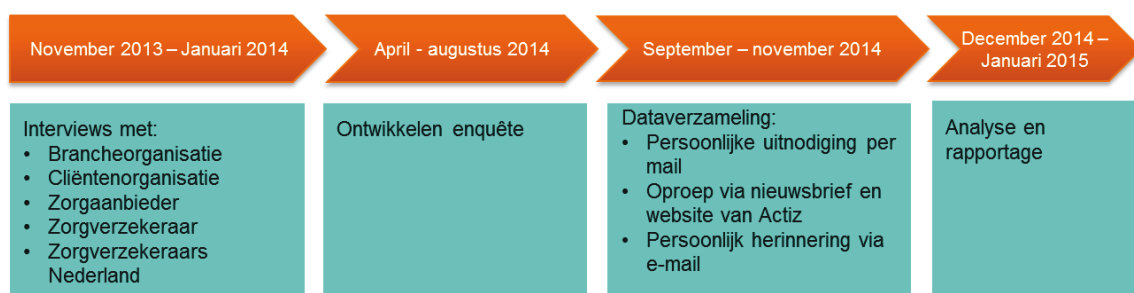 November 2013 – Januari 2014
April - augustus 2014
September – november 2014
December 2014 –
Januari 2015
Interviews met:
• Brancheorganisatie
• Cliëntenorganisatie
• Zorgaanbieder
• Zorgverzekeraar
• Zorgverzekeraars
Nederland
Ontwikkelen enquête
Dataverzameling:
• Persoonlijke uitnodiging per
mail
• Oproep via nieuwsbrief en
website van Actiz
• Persoonlijk herinnering via
e-mail
Analyse en
rapportage